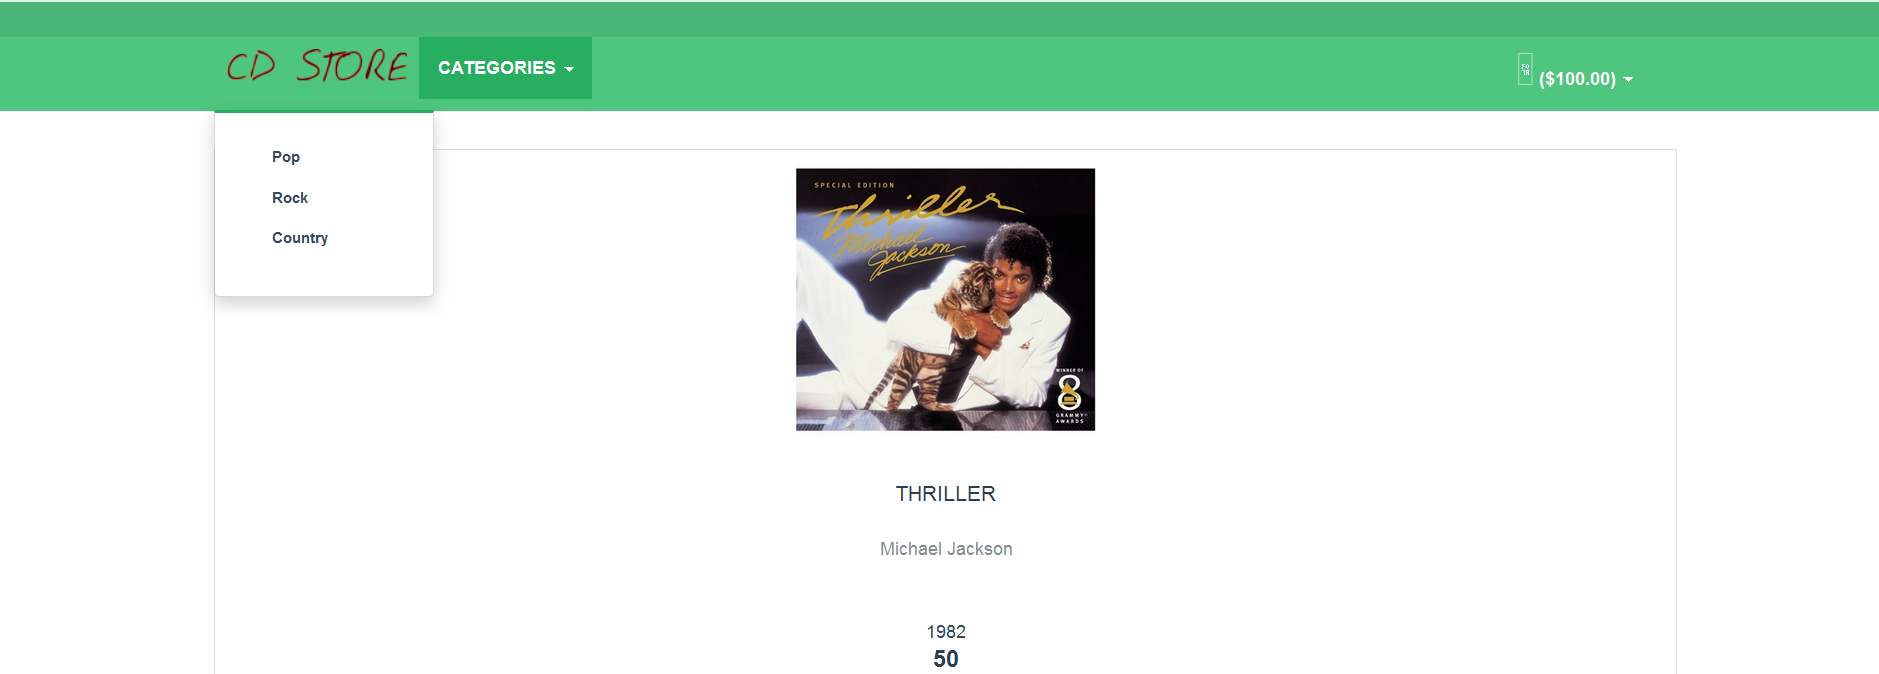 CD STORE
CATEGORIES
($100.00)
Pop
Rock
Country
SPECIAL EDITION
Thriller
Michael
Jackson
WINNER OF
8
GRAMMY
AWARDS
THRILLER
Michael Jackson
1982
50